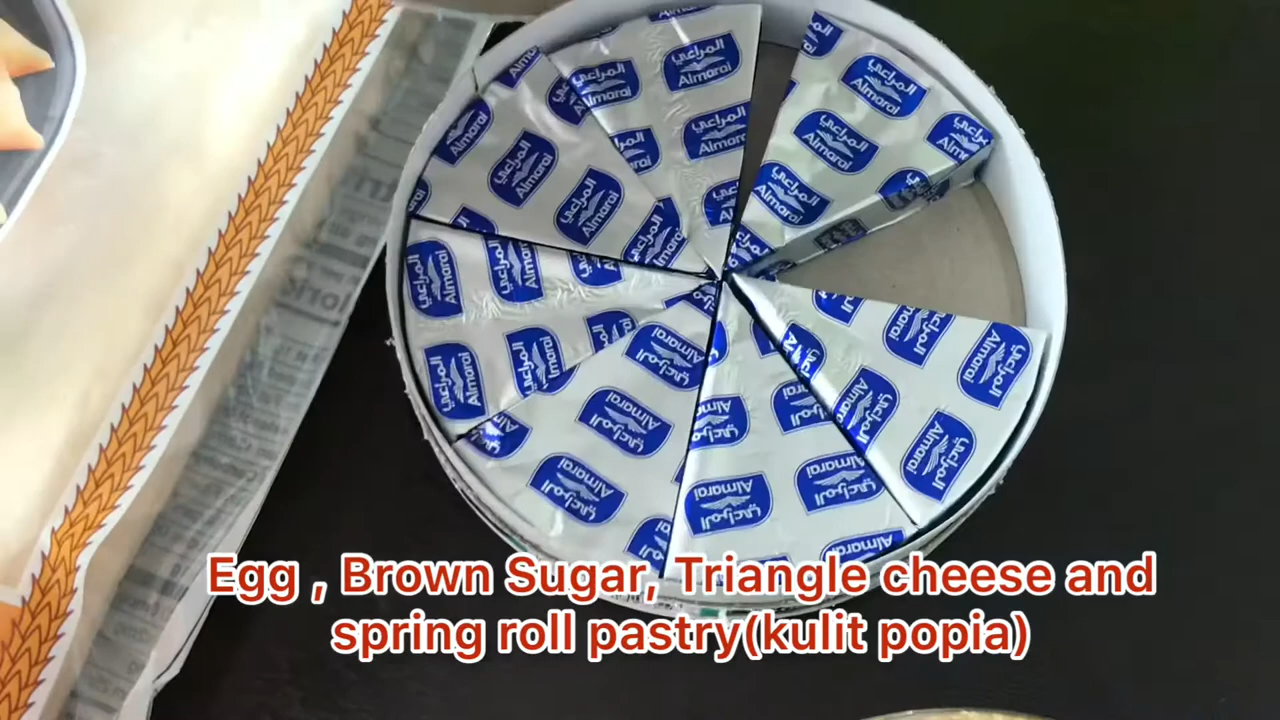 المراعي
Almarai
Egg , Brown Sugar, Triangle cheese and
spring roll pastry(kulit popia)